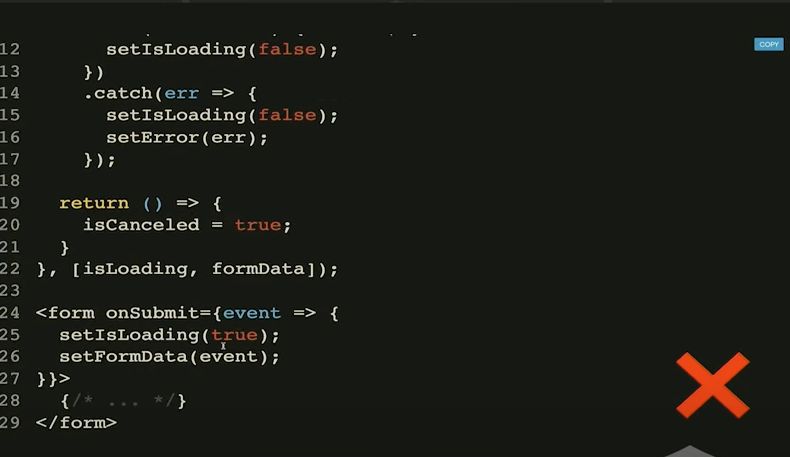 12 setIsLoading(false);
COPY
13 })
14 .catch(err => {
15 setIsLoading(false);
16 setError(err);
17 });
18
19 return () => {
20 isCanceled = true;
21 }
22 }, [isLoading, formData]);
23
24 <form onSubmit={event => {
25 setIsLoading(true);
26 setFormData(event);
27 }}>
28 {/* ... */}
29 </form>